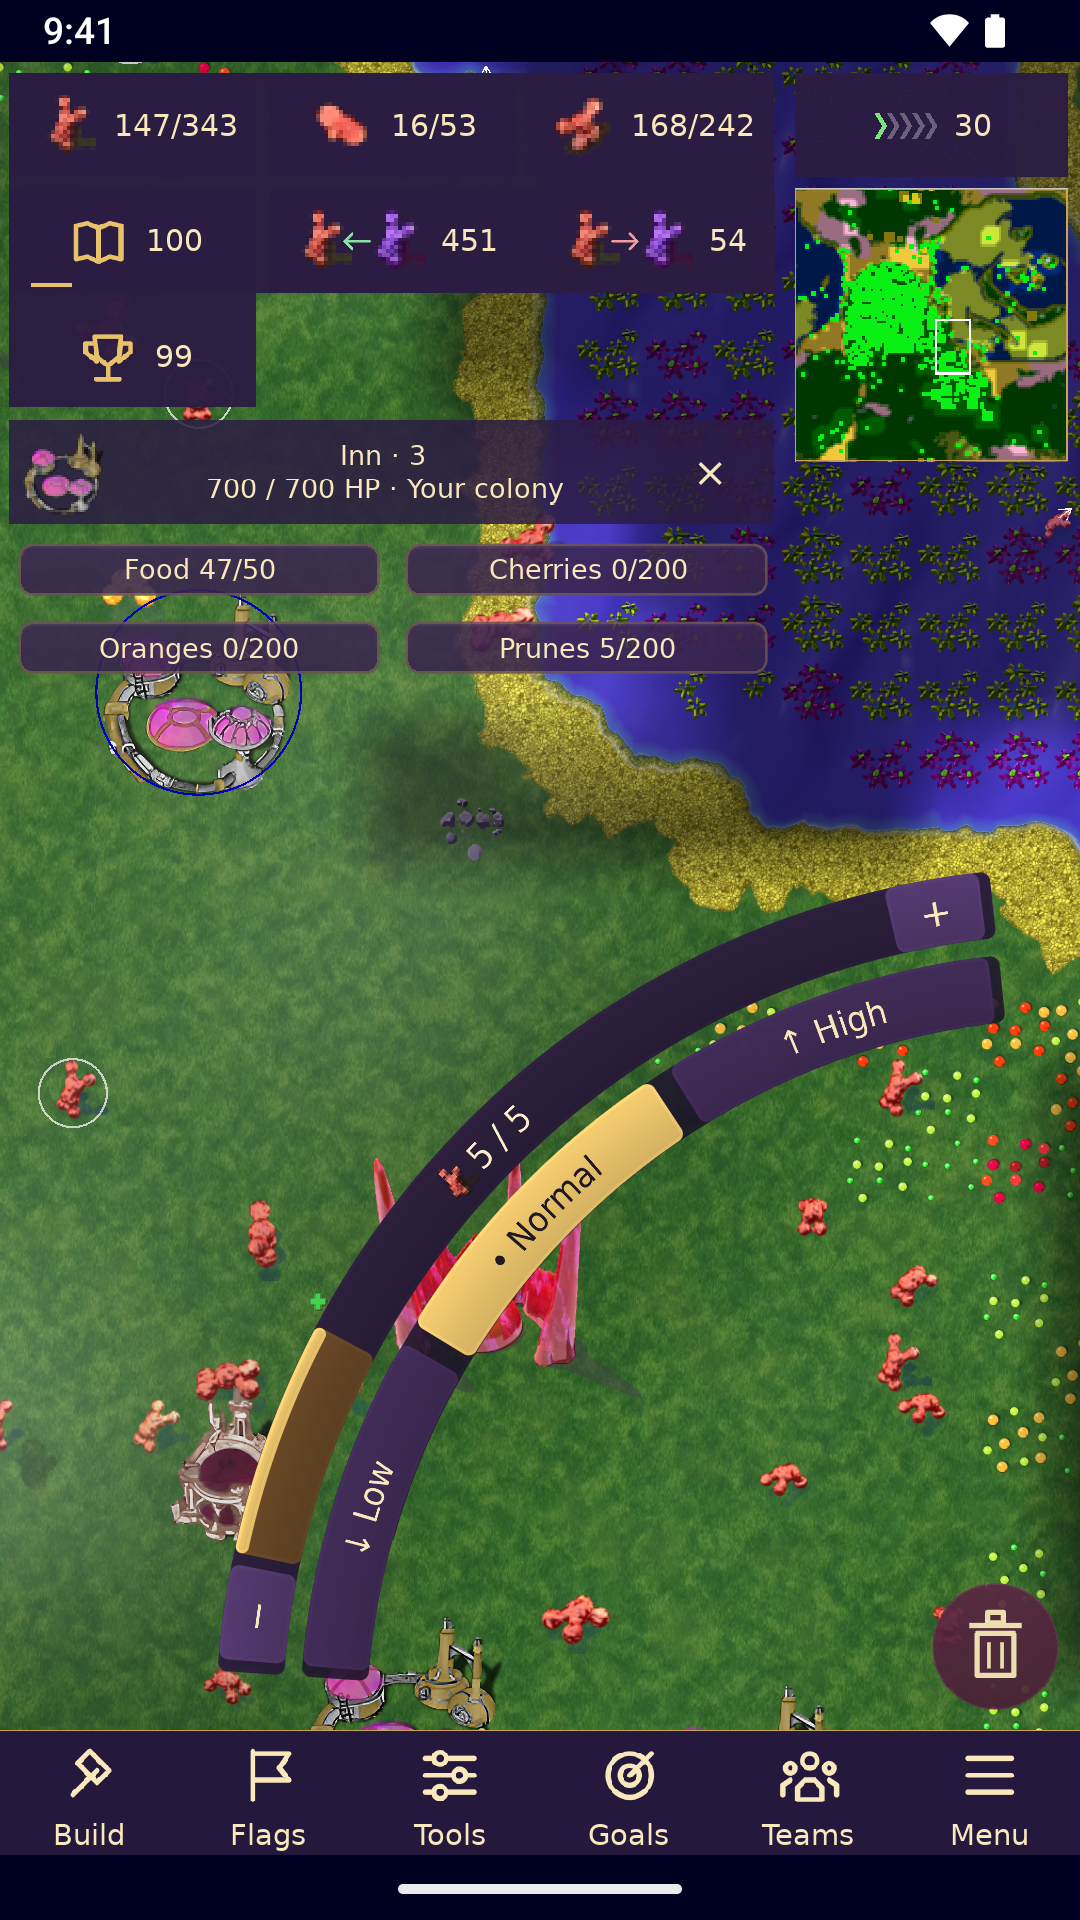 9:41
147/343
16/53
168/242
30
100
451
54
99
Inn · 3
700 / 700 HP · Your colony
Food 47/50
Cherries 0/200
Oranges 0/200
Prunes 5/200
+
↑ High
5 / 5
• Normal
↓ Low
−
Build
Flags
Tools
Goals
Teams
Menu